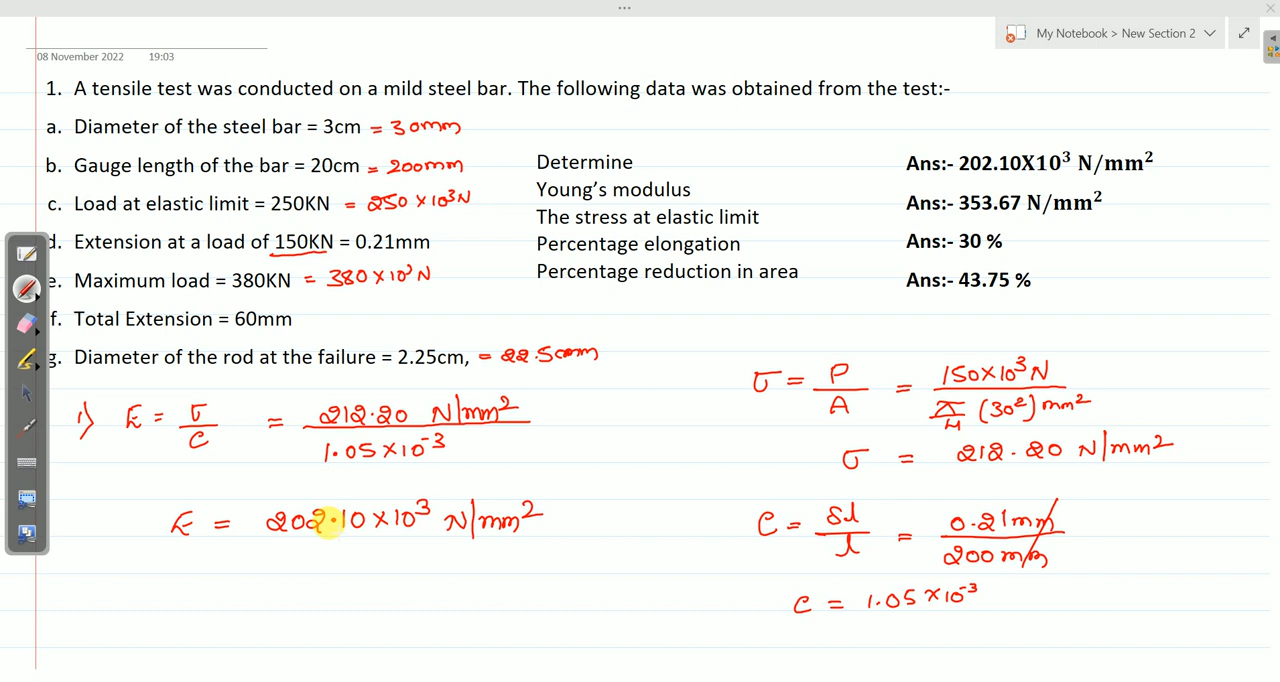 My Notebook > New Section 2
08 November 2022 19:03
1. A tensile test was conducted on a mild steel bar. The following data was obtained from the test:-
a. Diameter of the steel bar = 3cm = 30mm
b. Gauge length of the bar = 20cm = 200mm
c. Load at elastic limit = 250KN = 250 × 10³ N
d. Extension at a load of 150KN = 0.21mm
e. Maximum load = 380KN = 380 × 10³ N
f. Total Extension = 60mm
g. Diameter of the rod at the failure = 2.25cm, = 22.5mm
Determine
Young's modulus
The stress at elastic limit
Percentage elongation
Percentage reduction in area
Ans:- 202.10X10³ N/mm²
Ans:- 353.67 N/mm²
Ans:- 30 %
Ans:- 43.75 %
1) E = σ/e = 212.20 N/mm² / 1.05 × 10⁻³
E = 202.10 × 10³ N/mm²
σ = P/A = 150×10³ N / π/4 (30²) mm²
σ = 212.20 N/mm²
e = δl/l = 0.21mm / 200mm
e = 1.05 × 10⁻³